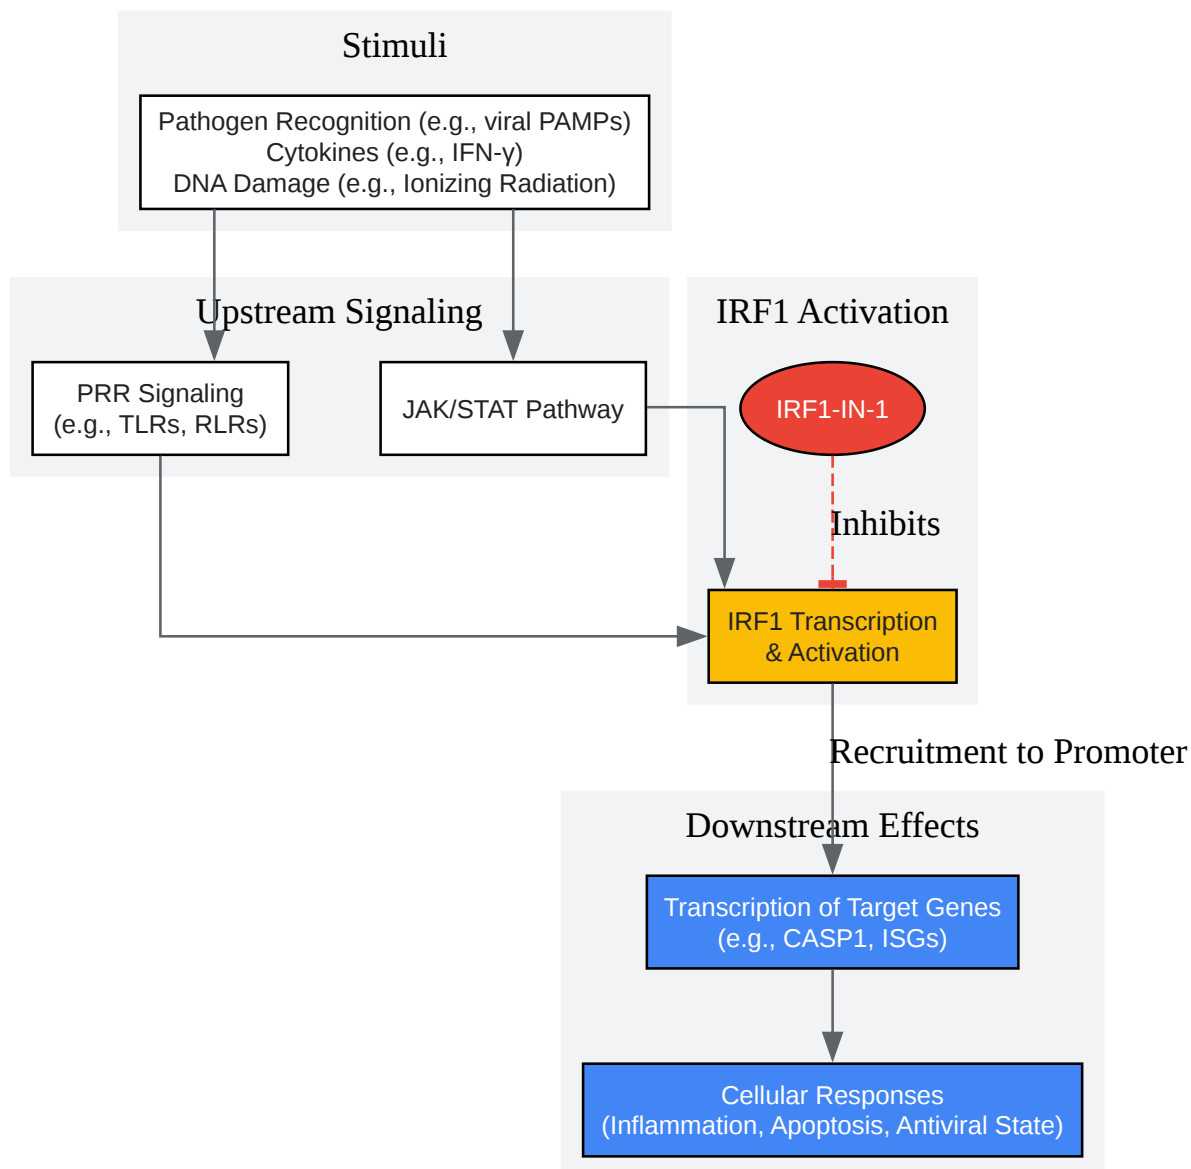 Stimuli
Pathogen Recognition (e.g., viral PAMPs)
Cytokines (e.g., IFN-γ)
DNA Damage (e.g., Ionizing Radiation)
Upstream Signaling
PRR Signaling
(e.g., TLRs, RLRs)
JAK/STAT Pathway
IRF1 Activation
IRF1-IN-1
Inhibits
IRF1 Transcription
& Activation
Recruitment to Promoter
Downstream Effects
Transcription of Target Genes
(e.g., CASP1, ISGs)
Cellular Responses
(Inflammation, Apoptosis, Antiviral State)